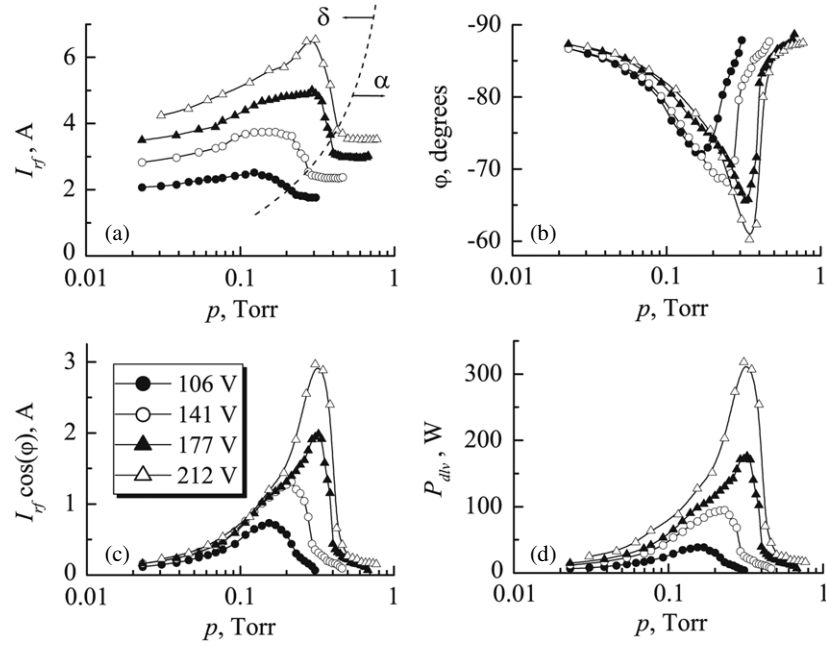 δ
α
6
4
2
0
I_rf, A
(a)
0.01 0.1 1
p, Torr
-90
-80
-70
-60
φ, degrees
(b)
0.01 0.1 1
p, Torr
3
2
1
0
I_rf cos(φ), A
106 V
141 V
177 V
212 V
(c)
0.01 0.1 1
p, Torr
300
200
100
0
P_dlv, W
(d)
0.01 0.1 1
p, Torr